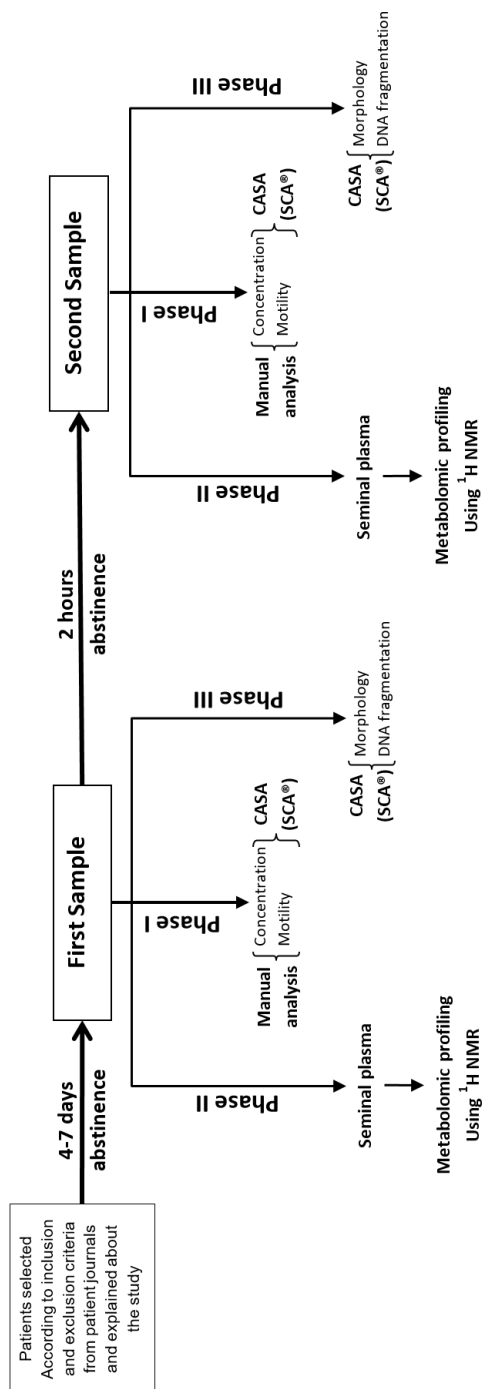 Patients selected
According to inclusion
and exclusion criteria
from patient journals
and explained about
the study
4-7 days
abstinence
First Sample
2 hours
abstinence
Second Sample
Phase II
Phase I
Phase III
Seminal plasma
Metabolomic profiling
Using ¹H NMR
Manual
analysis
Concentration
Motility
CASA
(SCA®)
CASA
(SCA®)
Morphology
DNA fragmentation
Phase II
Phase I
Phase III
Seminal plasma
Metabolomic profiling
Using ¹H NMR
Manual
analysis
Concentration
Motility
CASA
(SCA®)
CASA
(SCA®)
Morphology
DNA fragmentation